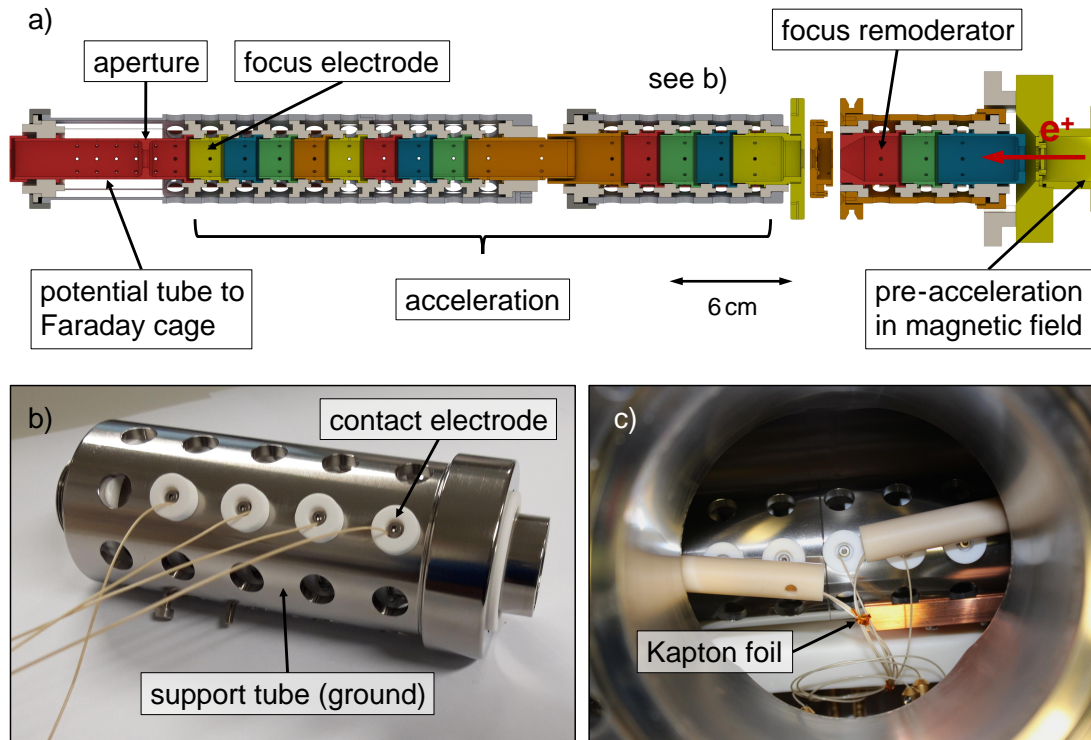 a)
aperture
focus electrode
see b)
focus remoderator
e⁺
potential tube to
Faraday cage
acceleration
6 cm
pre-acceleration
in magnetic field
b)
contact electrode
support tube (ground)
c)
Kapton foil